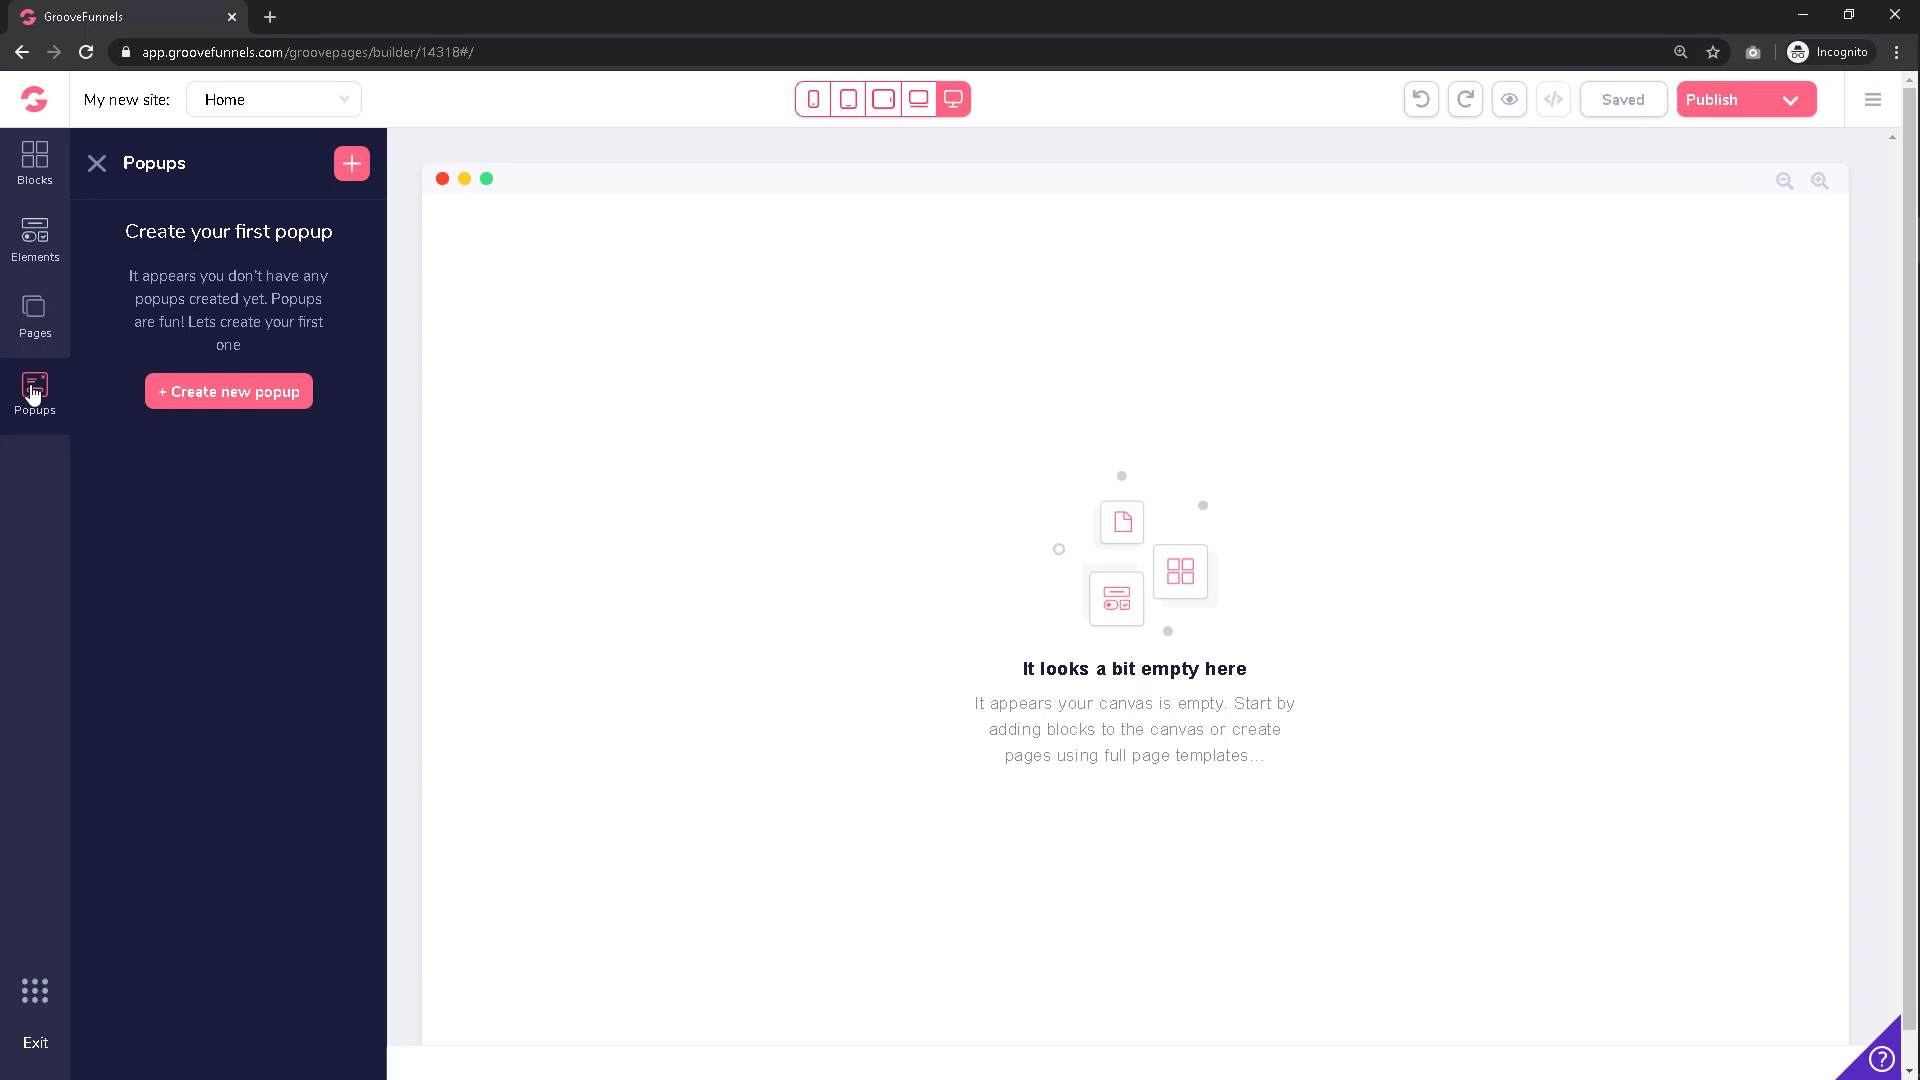 GrooveFunnels
app.groovefunnels.com/groovepages/builder/14318#/
Incognito
My new site:
Home
Saved
Publish
Blocks
Popups
Elements
Create your first popup
It appears you don't have any
popups created yet. Popups
are fun! Lets create your first
one
Pages
+ Create new popup
Popups
It looks a bit empty here
It appears your canvas is empty. Start by
adding blocks to the canvas or create
pages using full page templates...
Exit